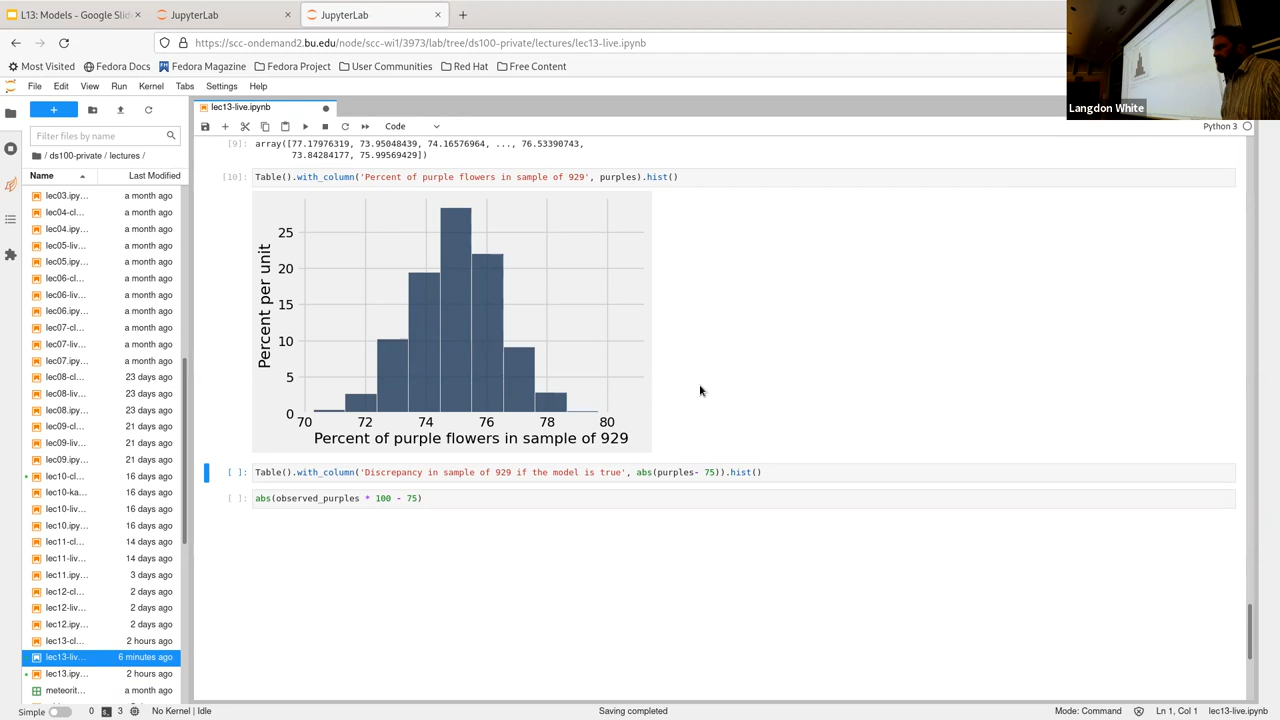 L13: Models - Google Slid
JupyterLab
JupyterLab
https://scc-ondemand2.bu.edu/node/scc-wi1/3973/lab/tree/ds100-private/lectures/lec13-live.ipynb
Most Visited
Fedora Docs
Fedora Magazine
Fedora Project
User Communities
Red Hat
Free Content
Langdon White
File
Edit
View
Run
Kernel
Tabs
Settings
Help
lec13-live.ipynb
Code
Python 3
Filter files by name
/ ds100-private / lectures /
Name
Last Modified
lec03.ipy… a month ago
lec04-cl… a month ago
lec04.ipy… a month ago
lec05-liv… a month ago
lec05.ipy… a month ago
lec06-cl… a month ago
lec06-liv… a month ago
lec06.ipy… a month ago
lec07-cl… a month ago
lec07-liv… a month ago
lec07.ipy… a month ago
lec08-cl… 23 days ago
lec08-liv… 23 days ago
lec08.ipy… 23 days ago
lec09-cl… 21 days ago
lec09-liv… 21 days ago
lec09.ipy… 21 days ago
lec10-cl… 16 days ago
lec10-ka… 16 days ago
lec10-liv… 16 days ago
lec10.ipy… 16 days ago
lec11-cl… 14 days ago
lec11-liv… 14 days ago
lec11.ipy… 3 days ago
lec12-cl… 2 days ago
lec12-liv… 2 days ago
lec12.ipy… 2 days ago
lec13-cl… 2 hours ago
lec13-liv… 6 minutes ago
lec13.ipy… 2 hours ago
meteorit… a month ago
[9]: array([77.17976319, 73.95048439, 74.16576964, ..., 76.53390743,
73.84284177, 75.99569429])
[10]: Table().with_column('Percent of purple flowers in sample of 929', purples).hist()
Percent per unit
25
20
15
10
5
0
70 72 74 76 78 80
Percent of purple flowers in sample of 929
[ ]: Table().with_column('Discrepancy in sample of 929 if the model is true', abs(purples- 75)).hist()
[ ]: abs(observed_purples * 100 - 75)
Simple
0
3
No Kernel | Idle
Saving completed
Mode: Command
Ln 1, Col 1
lec13-live.ipynb